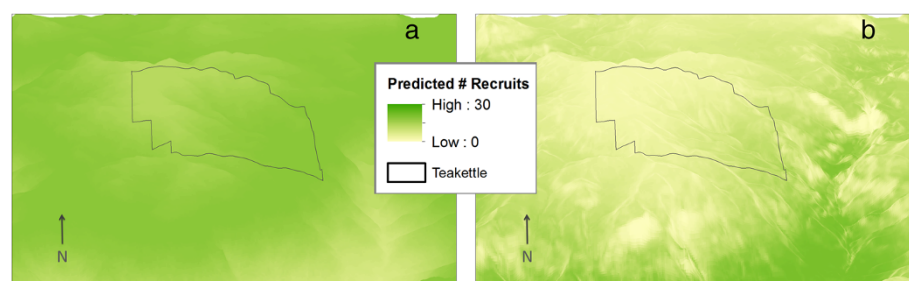 a
b
Predicted # Recruits
High : 30
Low : 0
Teakettle
N
N